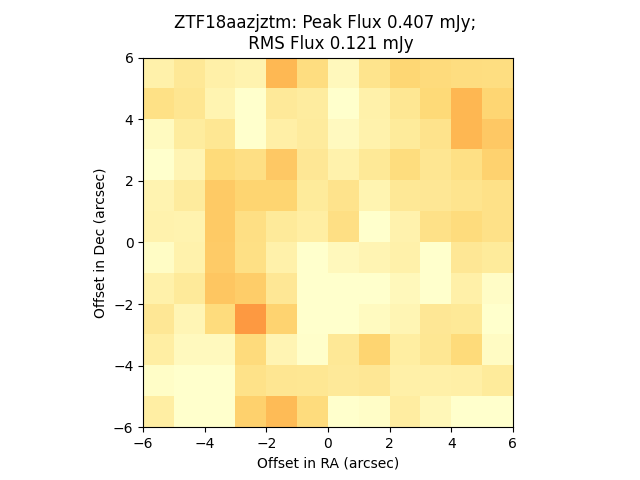 ZTF18aazjztm: Peak Flux 0.407 mJy;
RMS Flux 0.121 mJy
6
4
2
0
−2
−4
−6
Offset in Dec (arcsec)
−6 −4 −2 0 2 4 6
Offset in RA (arcsec)